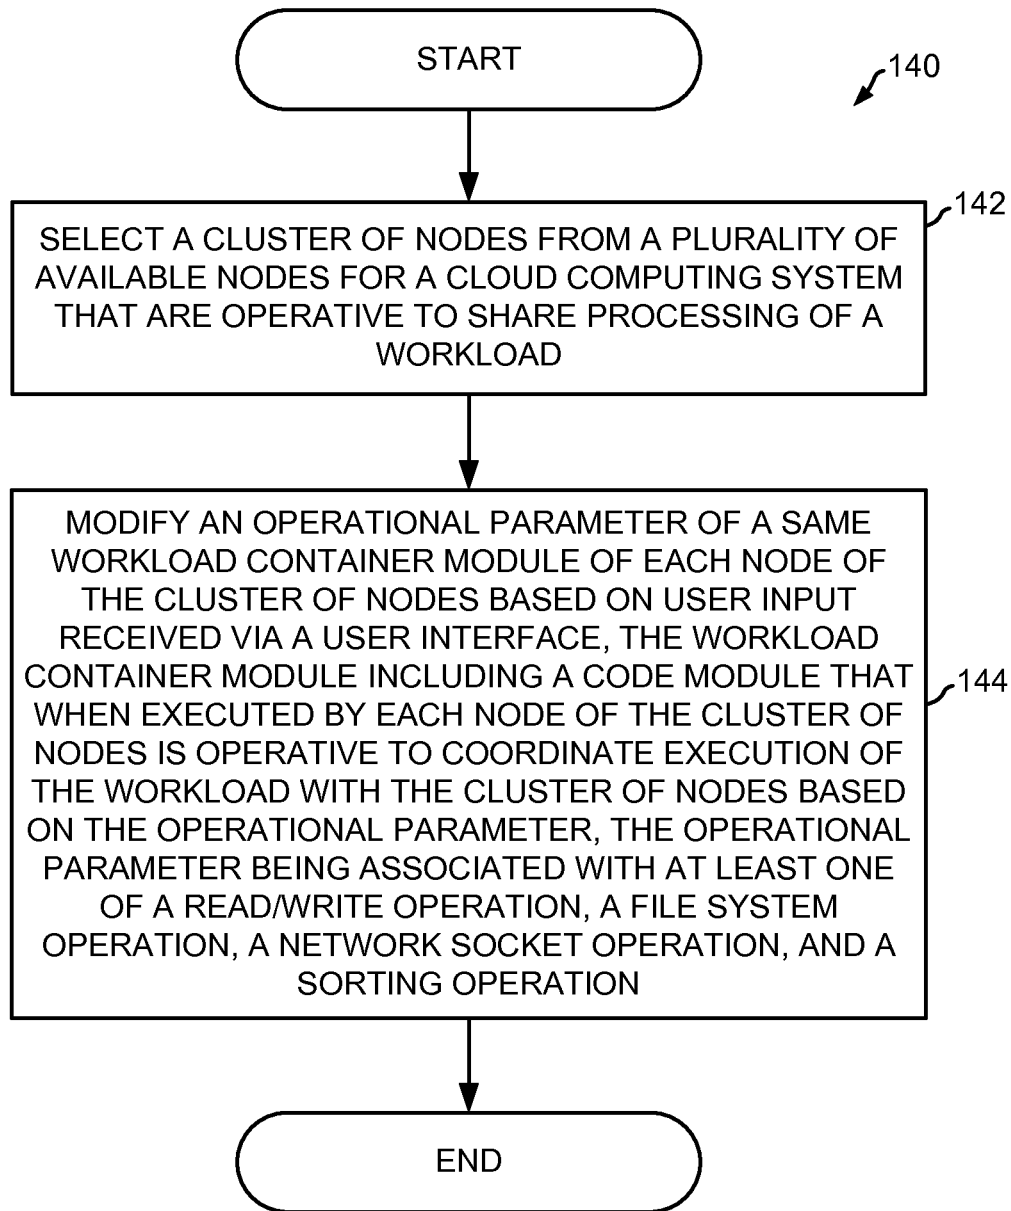 START
140
142
SELECT A CLUSTER OF NODES FROM A PLURALITY OF
AVAILABLE NODES FOR A CLOUD COMPUTING SYSTEM
THAT ARE OPERATIVE TO SHARE PROCESSING OF A
WORKLOAD
MODIFY AN OPERATIONAL PARAMETER OF A SAME
WORKLOAD CONTAINER MODULE OF EACH NODE OF
THE CLUSTER OF NODES BASED ON USER INPUT
RECEIVED VIA A USER INTERFACE, THE WORKLOAD
CONTAINER MODULE INCLUDING A CODE MODULE THAT
WHEN EXECUTED BY EACH NODE OF THE CLUSTER OF
NODES IS OPERATIVE TO COORDINATE EXECUTION OF
THE WORKLOAD WITH THE CLUSTER OF NODES BASED
ON THE OPERATIONAL PARAMETER, THE OPERATIONAL
PARAMETER BEING ASSOCIATED WITH AT LEAST ONE
OF A READ/WRITE OPERATION, A FILE SYSTEM
OPERATION, A NETWORK SOCKET OPERATION, AND A
SORTING OPERATION
144
END